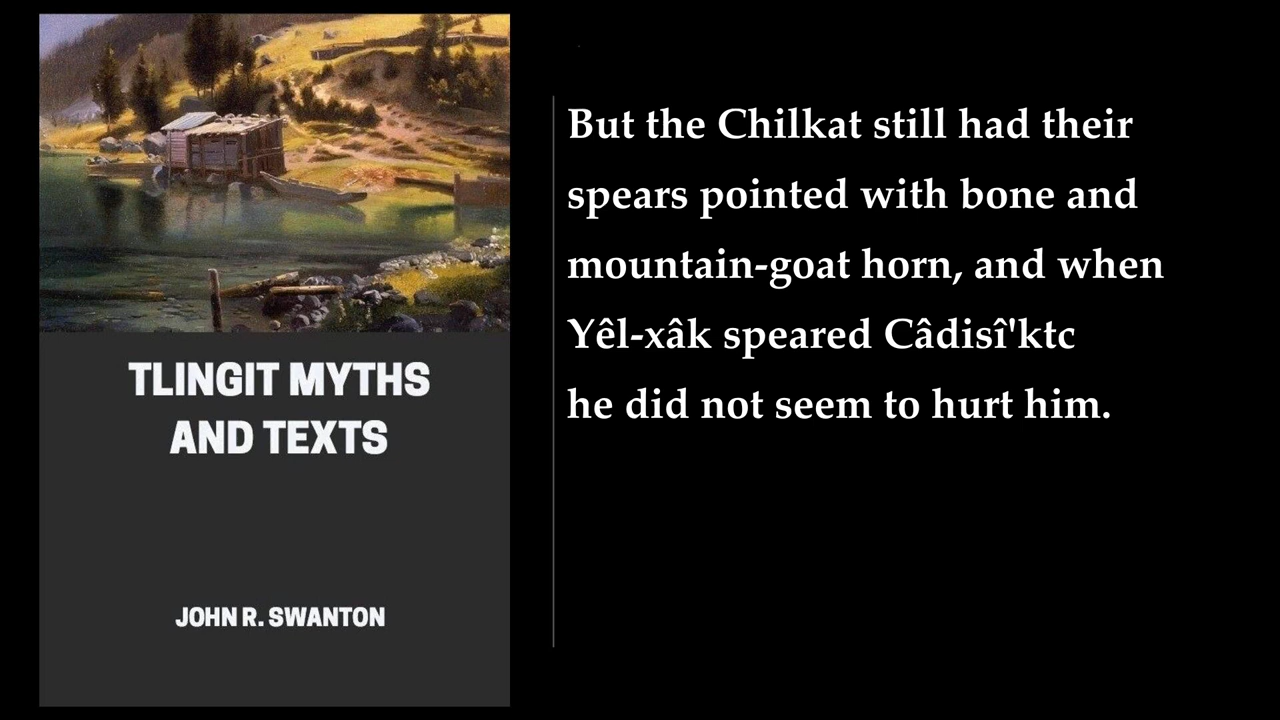 TLINGIT MYTHS
AND TEXTS
JOHN R. SWANTON
But the Chilkat still had their
spears pointed with bone and
mountain-goat horn, and when
Yêl-xâk speared Câdisî'ktc
he did not seem to hurt him.